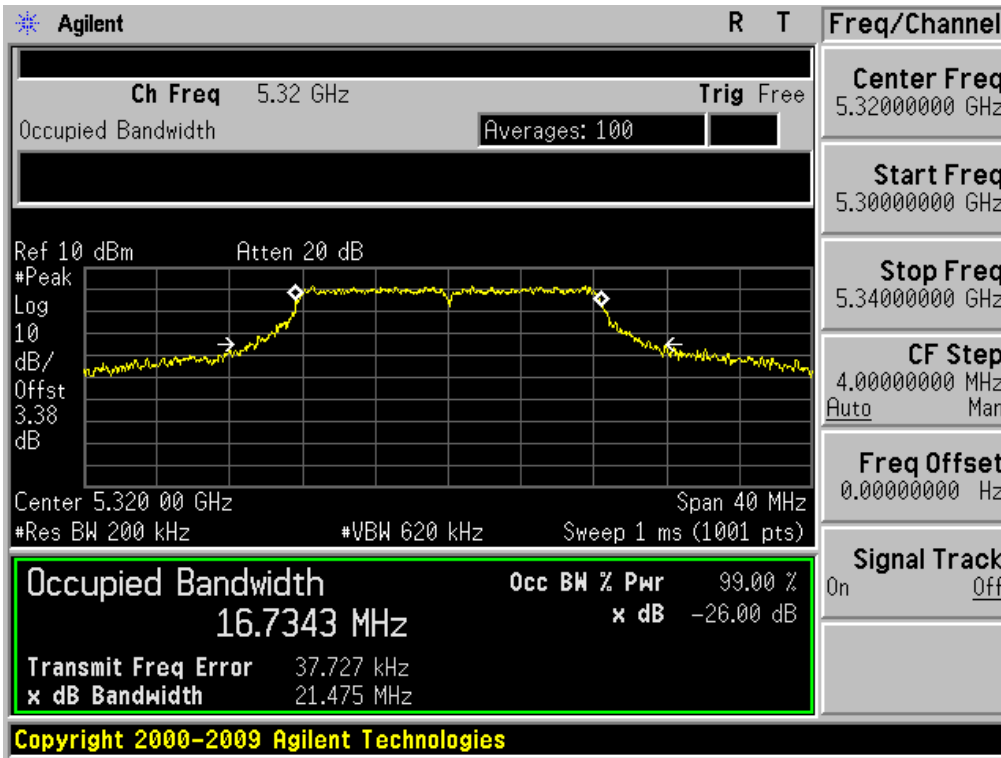 Agilent
R T
Freq/Channel
Ch Freq 5.32 GHz
Trig Free
Occupied Bandwidth
Averages: 100
Center Freq
5.32000000 GHz
Start Freq
5.30000000 GHz
Stop Freq
5.34000000 GHz
CF Step
4.00000000 MHz
Auto Man
Freq Offset
0.00000000 Hz
Signal Track
On Off
Ref 10 dBm
Atten 20 dB
#Peak
Log
10
dB/
Offst
3.38
dB
Center 5.320 00 GHz
Span 40 MHz
#Res BW 200 kHz
#VBW 620 kHz
Sweep 1 ms (1001 pts)
Occupied Bandwidth
16.7343 MHz
Occ BW % Pwr 99.00 %
x dB -26.00 dB
Transmit Freq Error 37.727 kHz
x dB Bandwidth 21.475 MHz
Copyright 2000-2009 Agilent Technologies